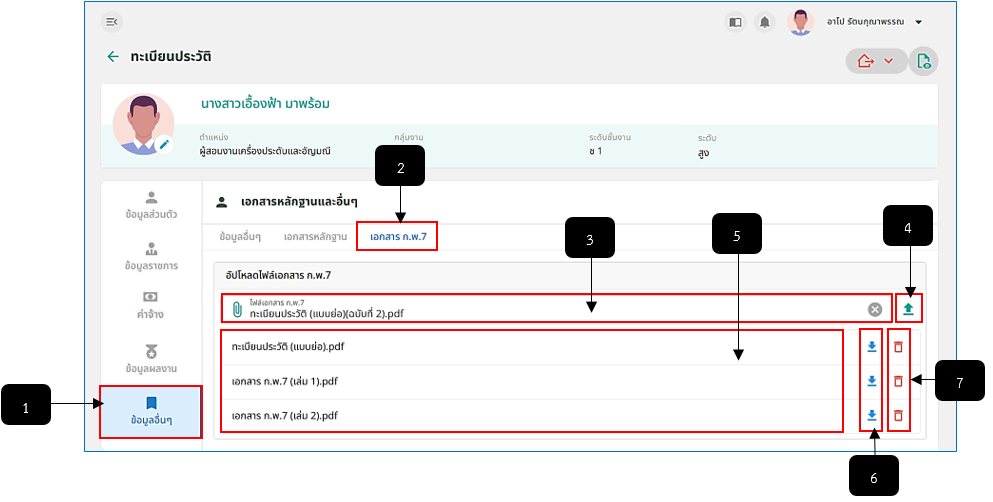 อาโป รัตนกุณาพรรณ
ทะเบียนประวัติ
นางสาวเอื้องฟ้า มาพร้อม
ตำแหน่ง กลุ่มงาน ระดับชั้นงาน ระดับ
ผู้สอนงานเครื่องประดับและอัญมณี ช 1 สูง
2
เอกสารหลักฐานและอื่นๆ
ข้อมูลส่วนตัว
ข้อมูลอื่นๆ เอกสารหลักฐาน เอกสาร ก.พ.7
3
5
4
ข้อมูลราชการ
อัปโหลดไฟล์เอกสาร ก.พ.7
ไฟล์เอกสาร ก.พ.7
ทะเบียนประวัติ (แบบย่อ)(ฉบับที่ 2).pdf
ค่าจ้าง
ทะเบียนประวัติ (แบบย่อ).pdf
ข้อมูลผลงาน
เอกสาร ก.พ.7 (เล่ม 1).pdf
7
1
เอกสาร ก.พ.7 (เล่ม 2).pdf
ข้อมูลอื่นๆ
6